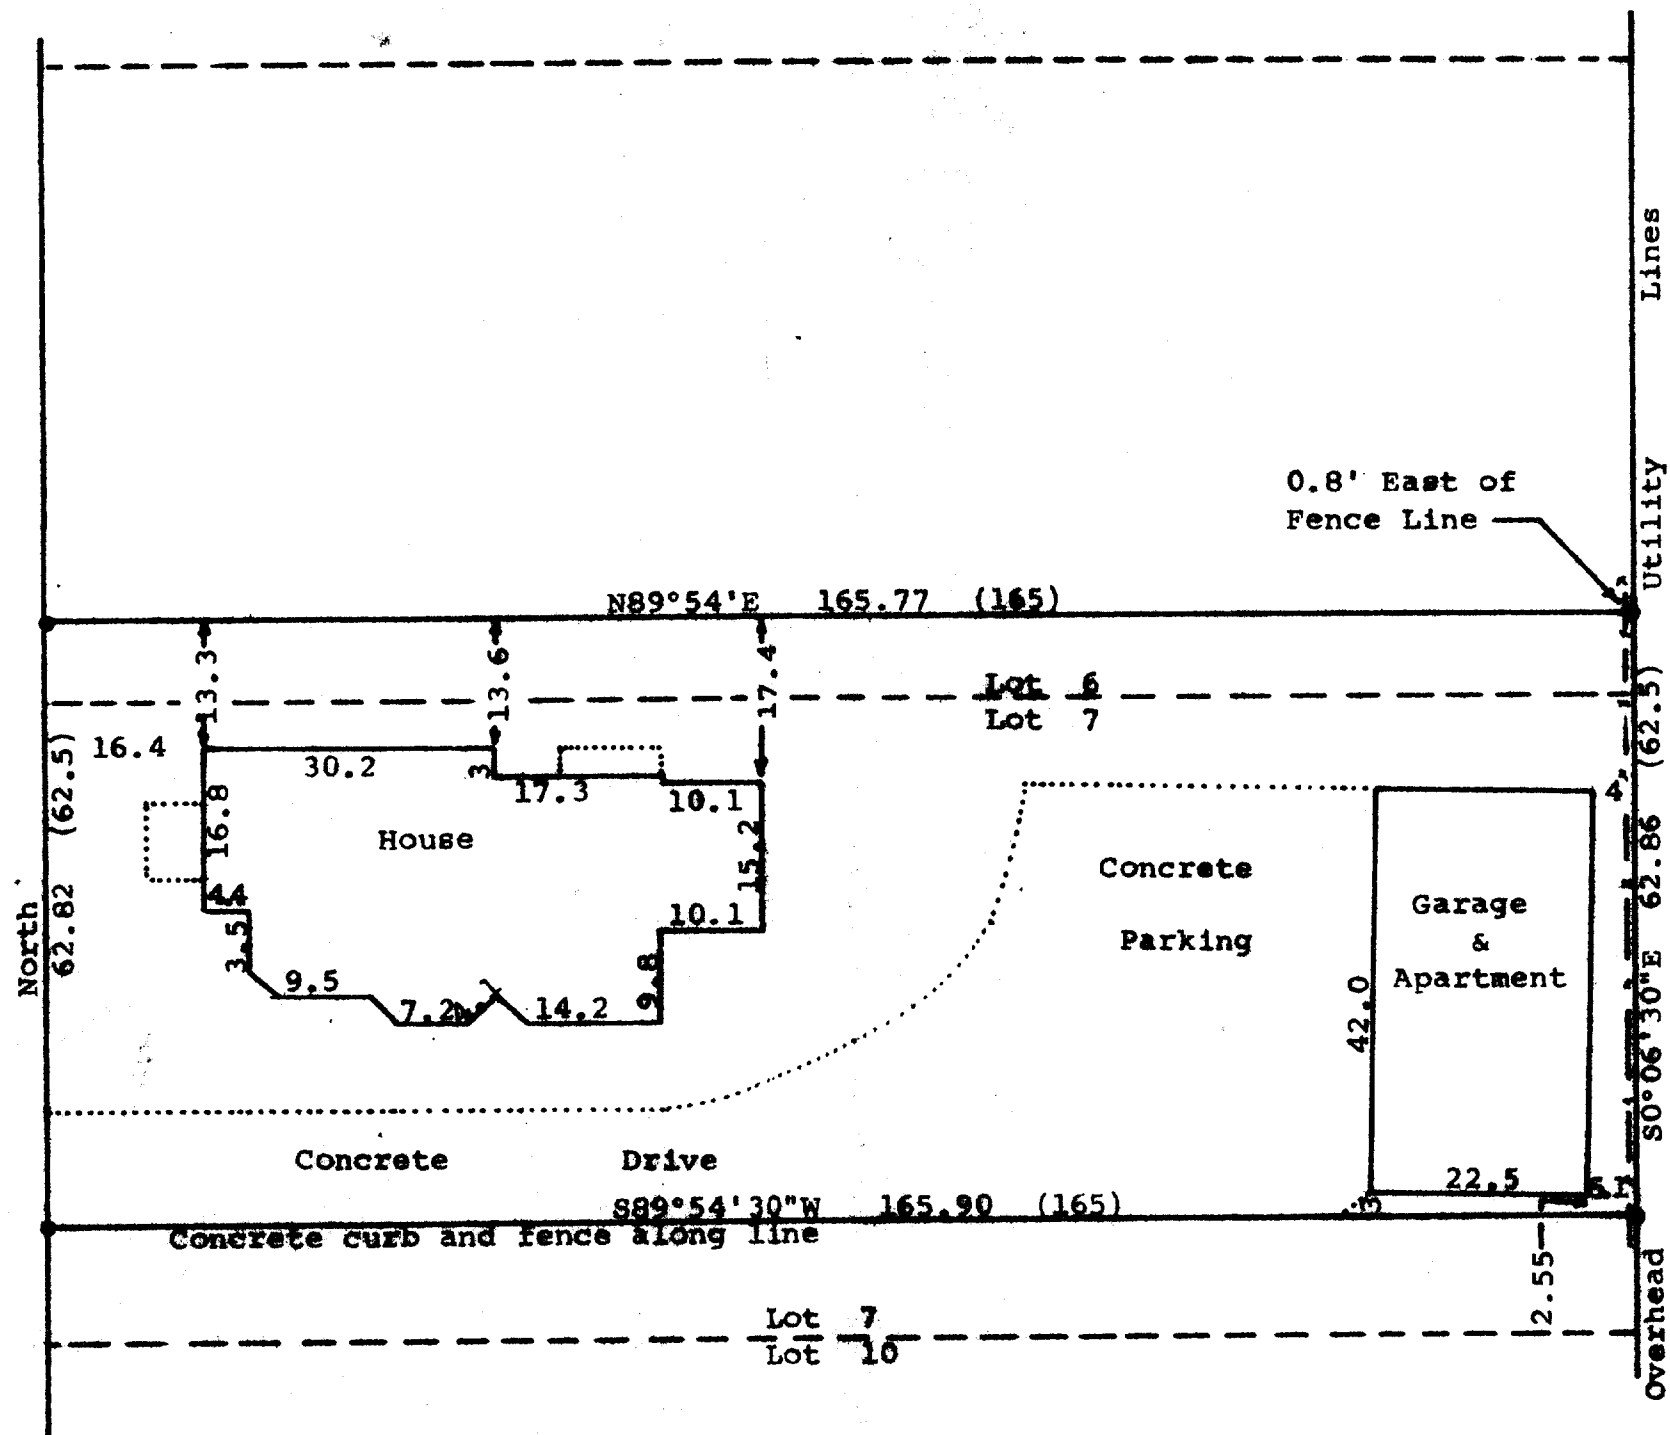 Lines
Utility
0.8' East of
Fence Line
N89°54'E 165.77 (165)
13.3
13.6
17.4
Lot 6
Lot 7
(62.5)
16.4
30.2
3
17.3
10.1
16.8
House
15.2
4.4
10.1
3.5
9.5
7.2
14.2
9.8
North
62.82 (62.5)
Concrete
Parking
Garage
&
Apartment
42.0
22.5
4
5.1
S0°06'30"E 62.86
Concrete Drive
S89°54'30"W 165.90 (165)
Concrete curb and fence along line
2.55
Lot 7
Lot 10
Overhead